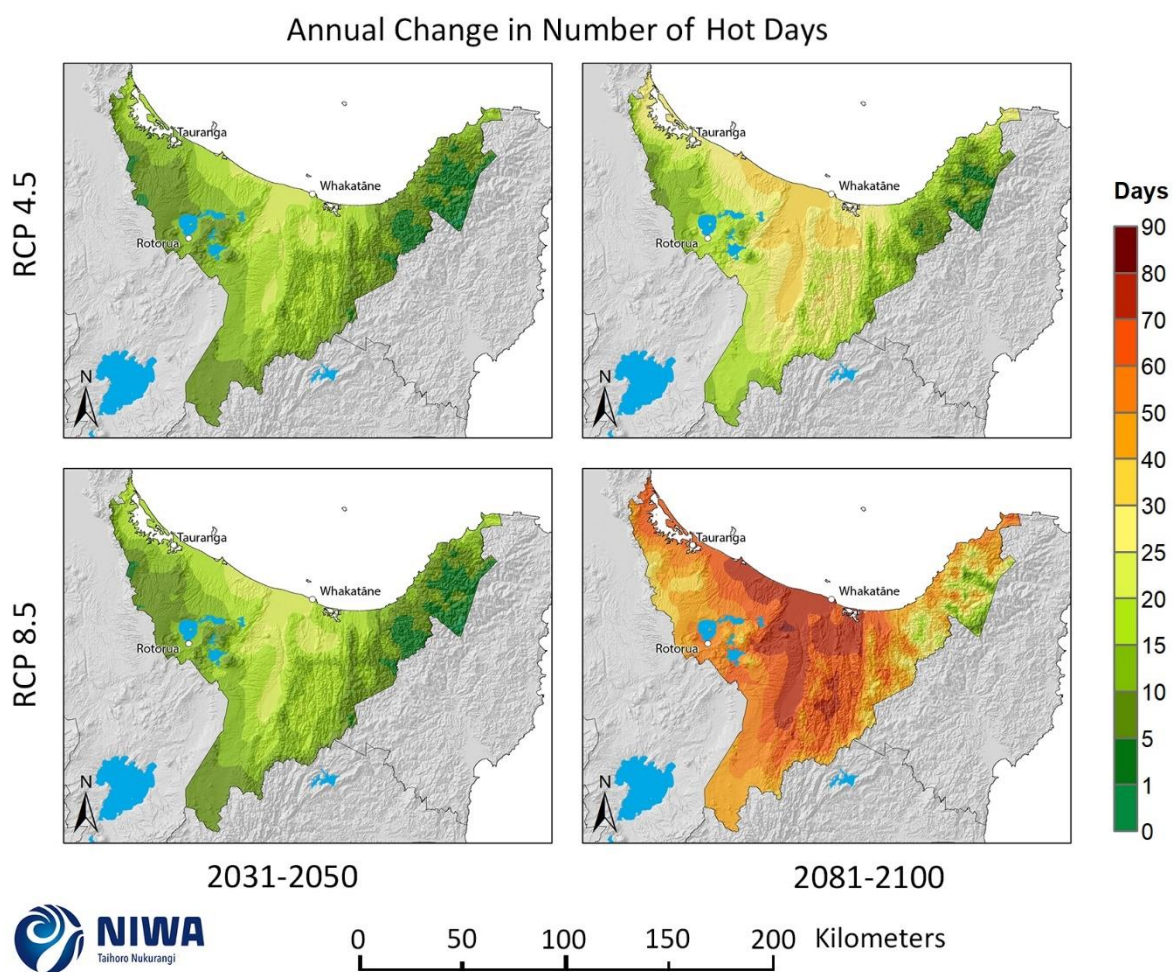 Annual Change in Number of Hot Days
RCP 4.5
Tauranga
Whakatāne
Rotorua
N
Tauranga
Whakatāne
Rotorua
N
RCP 8.5
Tauranga
Whakatāne
Rotorua
N
Tauranga
Whakatāne
Rotorua
N
Days
90
80
70
60
50
40
30
25
20
15
10
5
1
0
2031-2050
2081-2100
NIWA
Taihoro Nukurangi
0 50 100 150 200 Kilometers